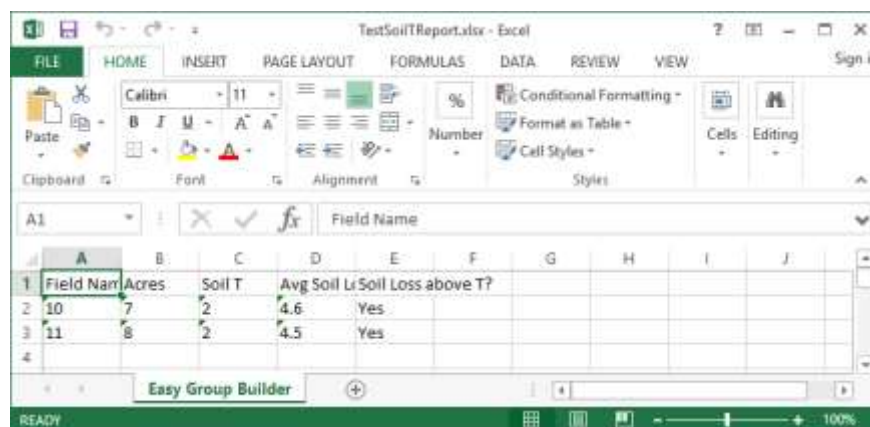 TestSoilTReport.xlsx - Excel
FILE HOME INSERT PAGE LAYOUT FORMULAS DATA REVIEW VIEW Sign i
Calibri 11
Paste B I U A A % Number Conditional Formatting
Format as Table
Cell Styles
Cells Editing
Clipboard Font Alignment Styles
A1 fx Field Name
A B C D E F G H I J
1 Field Nam Acres Soil T Avg Soil Lo Soil Loss above T?
2 10 7 2 4.6 Yes
3 11 8 2 4.5 Yes
4
Easy Group Builder
READY 100%